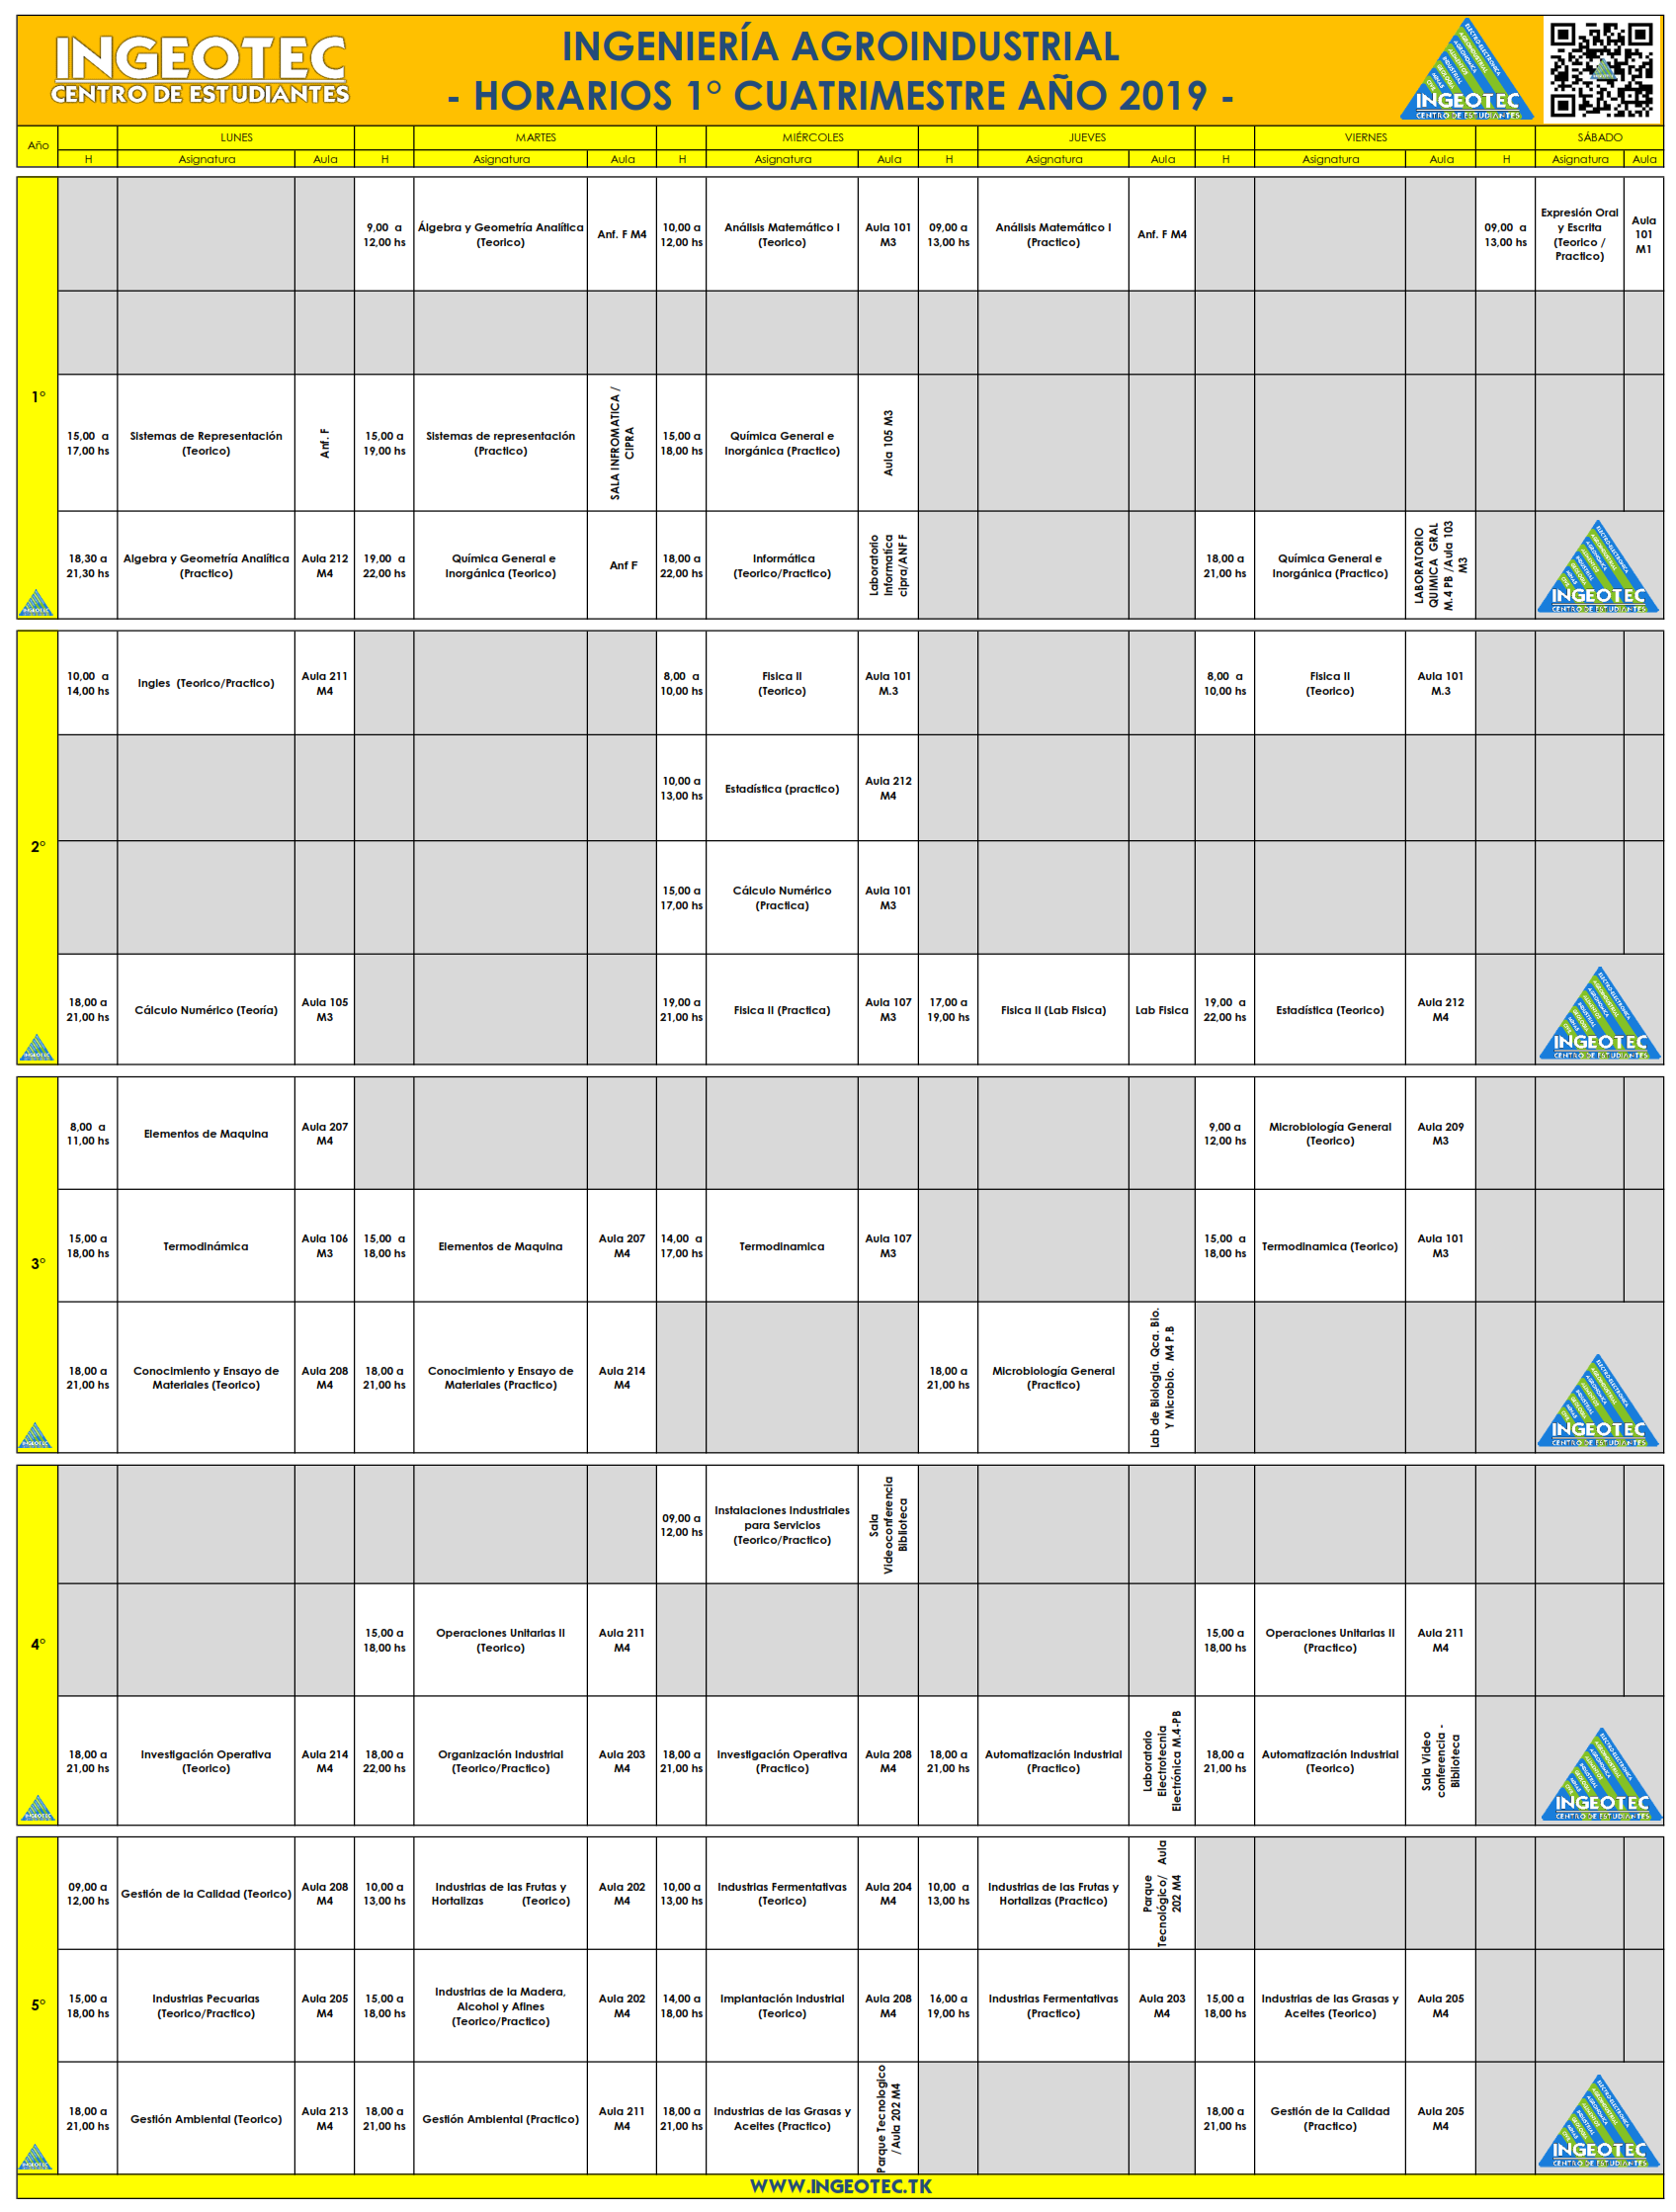 INGEOTEC
CENTRO DE ESTUDIANTES
INGENIERÍA AGROINDUSTRIAL
- HORARIOS 1° CUATRIMESTRE AÑO 2019 -
INGEOTEC
CENTRO DE ESTUDIANTES
Año LUNES MARTES MIÉRCOLES JUEVES VIERNES SÁBADO
H Asignatura Aula H Asignatura Aula H Asignatura Aula H Asignatura Aula H Asignatura Aula H Asignatura Aula
1°
9,00 a
12,00 hs
Álgebra y Geometría Analítica
(Teorico)
Anf. F M4
10,00 a
12,00 hs
Análisis Matemático I
(Teorico)
Aula 101
M3
09,00 a
13,00 hs
Análisis Matemático I
(Practico)
Anf. F M4
09,00 a
13,00 hs
Expresión Oral
y Escrita
(Teorico /
Practico)
Aula
101
M1
15,00 a
17,00 hs
Sistemas de Representación
(Teorico)
Anf. F
15,00 a
19,00 hs
Sistemas de representación
(Practico)
SALA INFROMATICA /
CIPRA
15,00 a
18,00 hs
Química General e
Inorgánica (Practico)
Aula 105 M3
18,30 a
21,30 hs
Algebra y Geometría Analítica
(Practico)
Aula 212
M4
19,00 a
22,00 hs
Química General e
Inorgánica (Teorico)
Anf F
18,00 a
22,00 hs
Informática
(Teorico/Practico)
Laboratorio
Informatica
cipra/ANF F
18,00 a
21,00 hs
Química General e
Inorgánica (Practico)
LABORATORIO
QUIMICA GRAL
M.4 PB /Aula 103
M3
INGEOTEC
CENTRO DE ESTUDIANTES
2°
10,00 a
14,00 hs
Ingles (Teorico/Practico)
Aula 211
M4
8,00 a
10,00 hs
Fisica II
(Teorico)
Aula 101
M.3
8,00 a
10,00 hs
Fisica II
(Teorico)
Aula 101
M.3
10,00 a
13,00 hs
Estadística (practico)
Aula 212
M4
15,00 a
17,00 hs
Cálculo Numérico
(Practica)
Aula 101
M3
18,00 a
21,00 hs
Cálculo Numérico (Teoría)
Aula 105
M3
19,00 a
21,00 hs
Fisica II (Practica)
Aula 107
M3
17,00 a
19,00 hs
Fisica II (Lab Fisica)
Lab Fisica
19,00 a
22,00 hs
Estadística (Teorico)
Aula 212
M4
INGEOTEC
CENTRO DE ESTUDIANTES
3°
8,00 a
11,00 hs
Elementos de Maquina
Aula 207
M4
9,00 a
12,00 hs
Microbiología General
(Teorico)
Aula 209
M3
15,00 a
18,00 hs
Termodinámica
Aula 106
M3
15,00 a
18,00 hs
Elementos de Maquina
Aula 207
M4
14,00 a
17,00 hs
Termodinamica
Aula 107
M3
15,00 a
18,00 hs
Termodinamica (Teorico)
Aula 101
M3
18,00 a
21,00 hs
Conocimiento y Ensayo de
Materiales (Teorico)
Aula 208
M4
18,00 a
21,00 hs
Conocimiento y Ensayo de
Materiales (Practico)
Aula 214
M4
18,00 a
21,00 hs
Microbiología General
(Practico)
Lab de Biologia. Qca. Bio.
Y Microbio. M4 P.B
INGEOTEC
CENTRO DE ESTUDIANTES
4°
09,00 a
12,00 hs
Instalaciones Industriales
para Servicios
(Teorico/Practico)
Sala
Videoconferencia
Biblioteca
15,00 a
18,00 hs
Operaciones Unitarias II
(Teorico)
Aula 211
M4
15,00 a
18,00 hs
Operaciones Unitarias II
(Practico)
Aula 211
M4
18,00 a
21,00 hs
Investigación Operativa
(Teorico)
Aula 214
M4
18,00 a
22,00 hs
Organización Industrial
(Teorico/Practico)
Aula 203
M4
18,00 a
21,00 hs
Investigación Operativa
(Practico)
Aula 208
M4
18,00 a
21,00 hs
Automatización Industrial
(Practico)
Laboratorio
Electrotecnia
Electrónica M.4-PB
18,00 a
21,00 hs
Automatización Industrial
(Teorico)
Sala Video
conferencia -
Biblioteca
INGEOTEC
CENTRO DE ESTUDIANTES
5°
09,00 a
12,00 hs
Gestión de la Calidad (Teorico)
Aula 208
M4
10,00 a
13,00 hs
Industrias de las Frutas y
Hortalizas (Teorico)
Aula 202
M4
10,00 a
13,00 hs
Industrias Fermentativas
(Teorico)
Aula 204
M4
10,00 a
13,00 hs
Industrias de las Frutas y
Hortalizas (Practico)
Parque
Tecnológico/ Aula
202 M4
15,00 a
18,00 hs
Industrias Pecuarias
(Teorico/Practico)
Aula 205
M4
15,00 a
18,00 hs
Industrias de la Madera,
Alcohol y Afines
(Teorico/Practico)
Aula 202
M4
14,00 a
18,00 hs
Implantación Industrial
(Teorico)
Aula 208
M4
16,00 a
19,00 hs
Industrias Fermentativas
(Practico)
Aula 203
M4
15,00 a
18,00 hs
Industrias de las Grasas y
Aceites (Teorico)
Aula 205
M4
18,00 a
21,00 hs
Gestión Ambiental (Teorico)
Aula 213
M4
18,00 a
21,00 hs
Gestión Ambiental (Practico)
Aula 211
M4
18,00 a
21,00 hs
Industrias de las Grasas y
Aceites (Practico)
Parque Tecnologico
/Aula 202 M4
18,00 a
21,00 hs
Gestión de la Calidad
(Practico)
Aula 205
M4
INGEOTEC
CENTRO DE ESTUDIANTES
WWW.INGEOTEC.TK